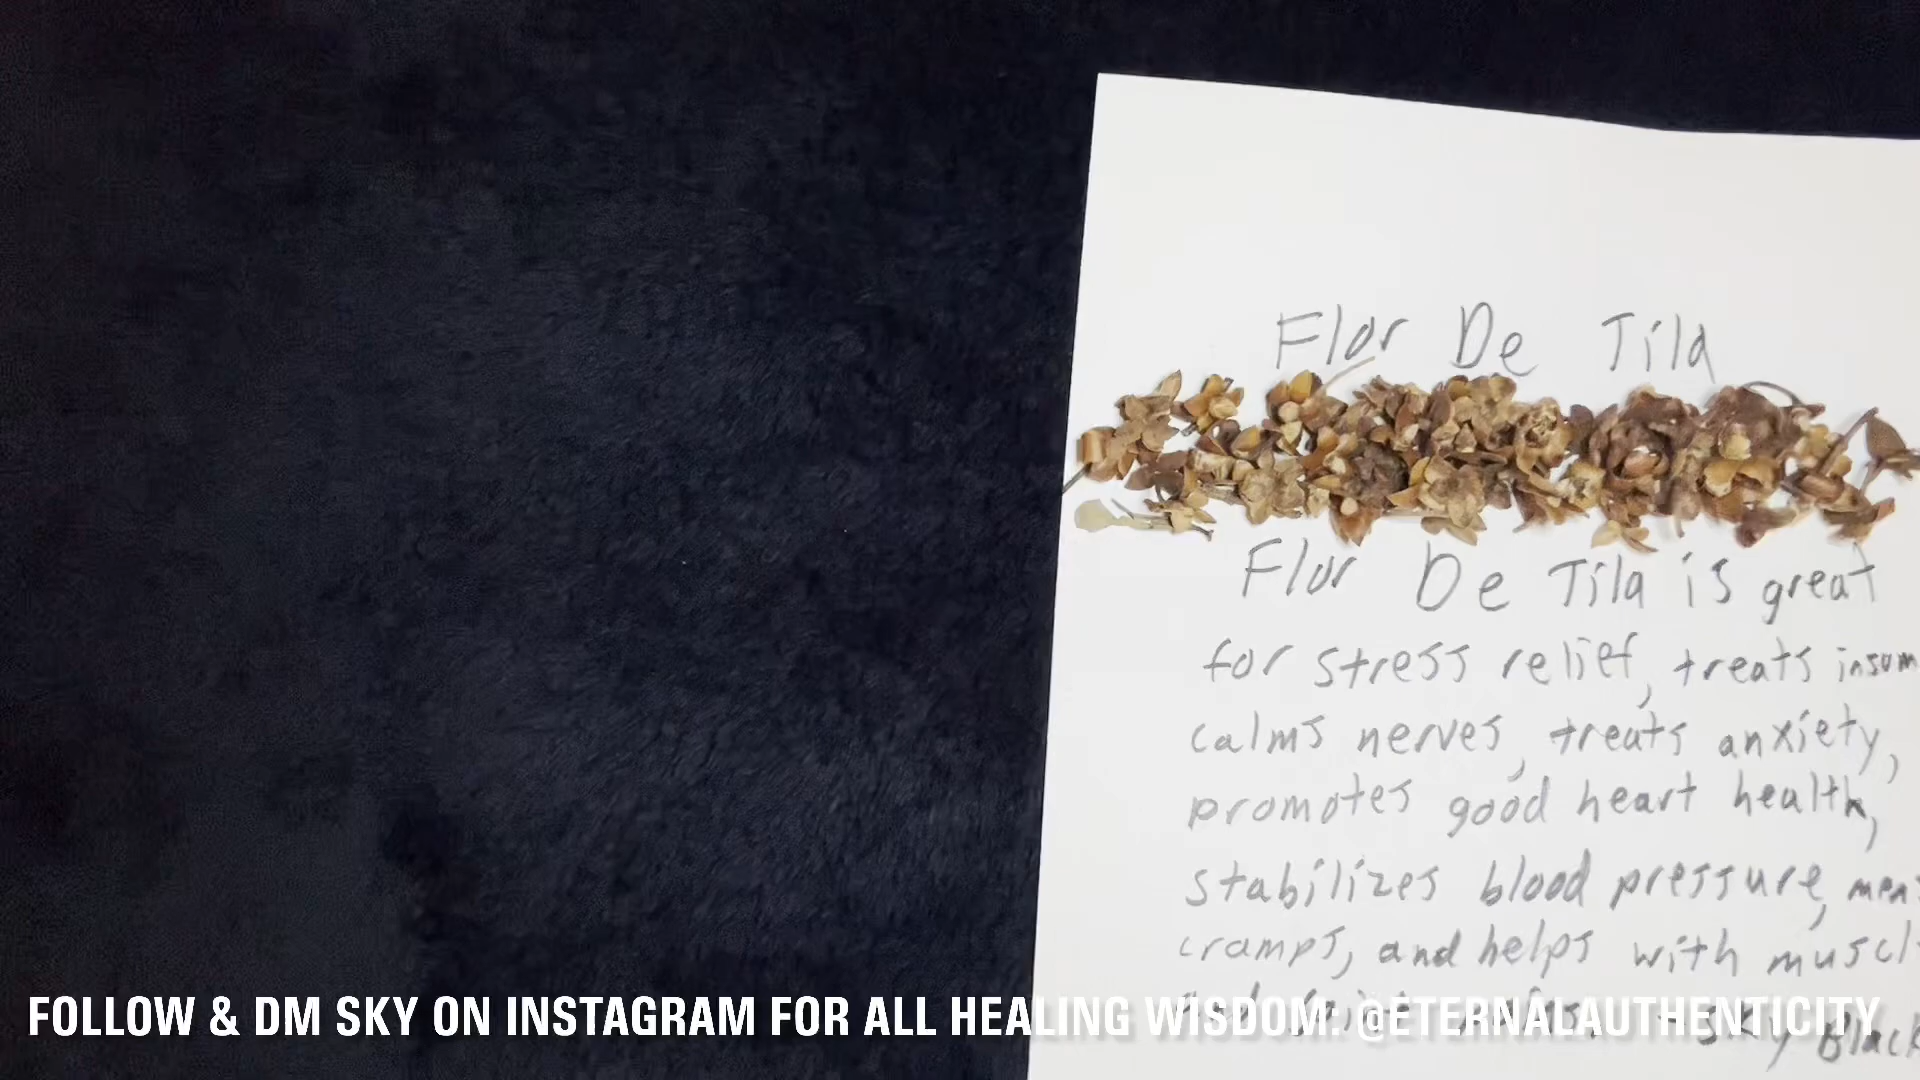 Flor De Tila
Flor De Tila is great
for stress relief, treats insom
calms nerves, treats anxiety,
promotes good heart health,
stabilizes blood pressure, men
cramps, and helps with muscl
Sky Black
FOLLOW & DM SKY ON INSTAGRAM FOR ALL HEALING WISDOM: @ETERNALAUTHENTICITY